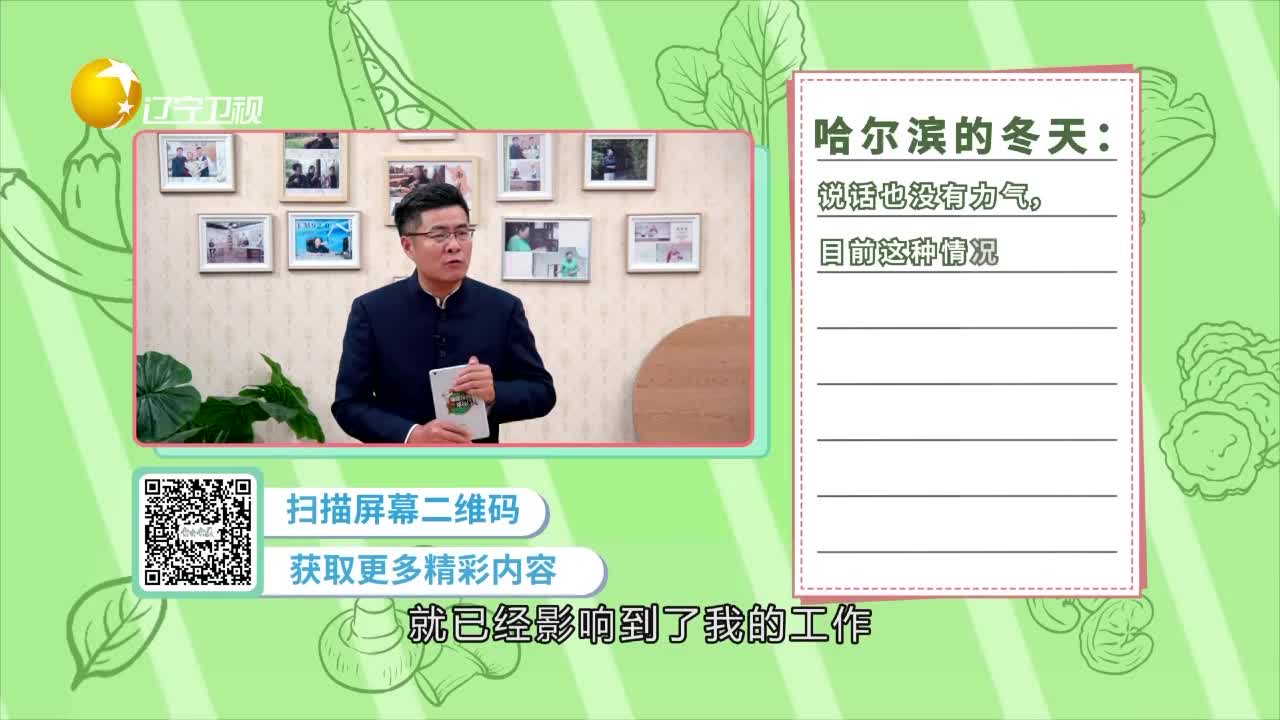 辽宁卫视
哈尔滨的冬天：
说话也没有力气，
目前这种情况
扫描屏幕二维码
获取更多精彩内容
就已经影响到了我的工作